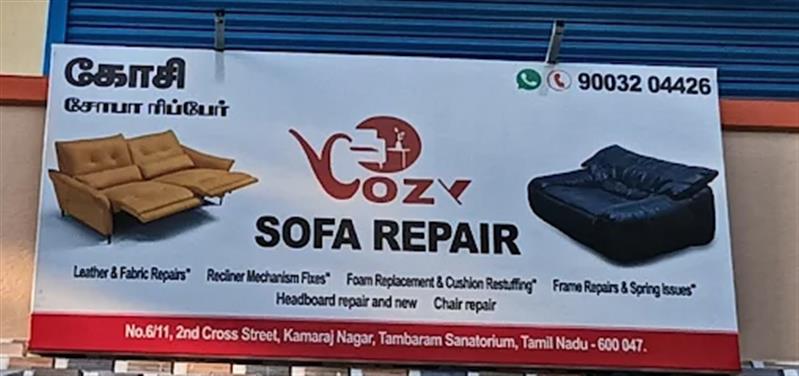 கோசி
சோபா ரிப்பேர்
90032 04426
COZY
SOFA REPAIR
Leather & Fabric Repairs" Recliner Mechanism Fixes" Foam Replacement & Cushion Restuffing" Frame Repairs & Spring Issues"
Headboard repair and new Chair repair
No.6/11, 2nd Cross Street, Kamaraj Nagar, Tambaram Sanatorium, Tamil Nadu - 600 047.